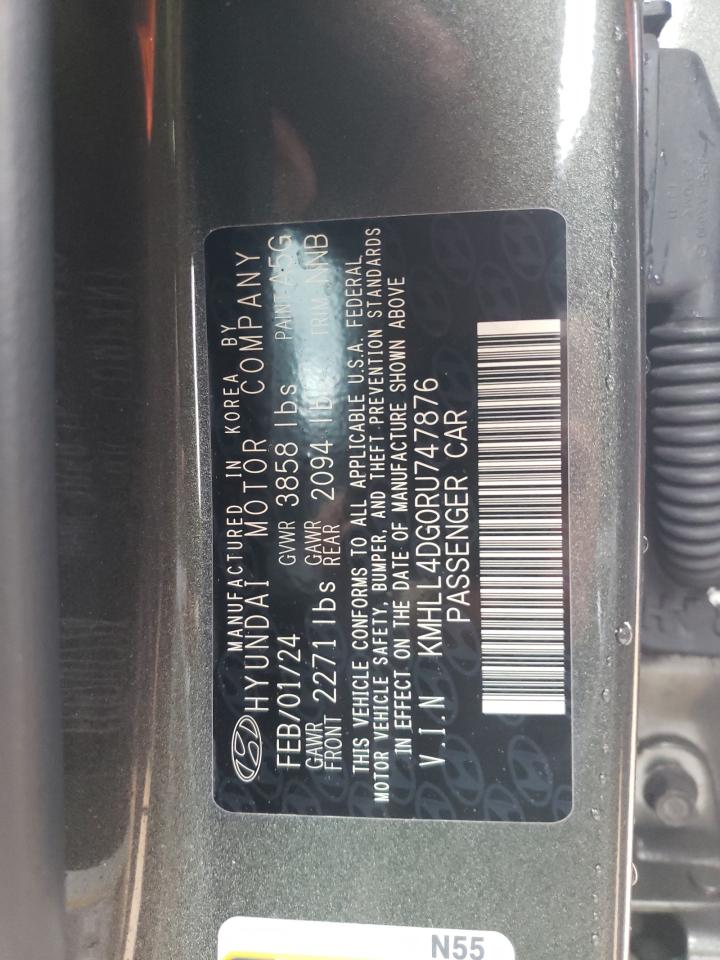 MANUFACTURED IN KOREA BY
HYUNDAI MOTOR COMPANY
FEB/01/24 GVWR 3858 lbs PAINT A5G
GAWR FRONT 2271 lbs GAWR REAR 2094 lbs TRIM NNB
THIS VEHICLE CONFORMS TO ALL APPLICABLE U.S.A. FEDERAL
MOTOR VEHICLE SAFETY, BUMPER, AND THEFT PREVENTION STANDARDS
IN EFFECT ON THE DATE OF MANUFACTURE SHOWN ABOVE
V.I.N KMHLL4DG0RU747876
PASSENGER CAR
N55